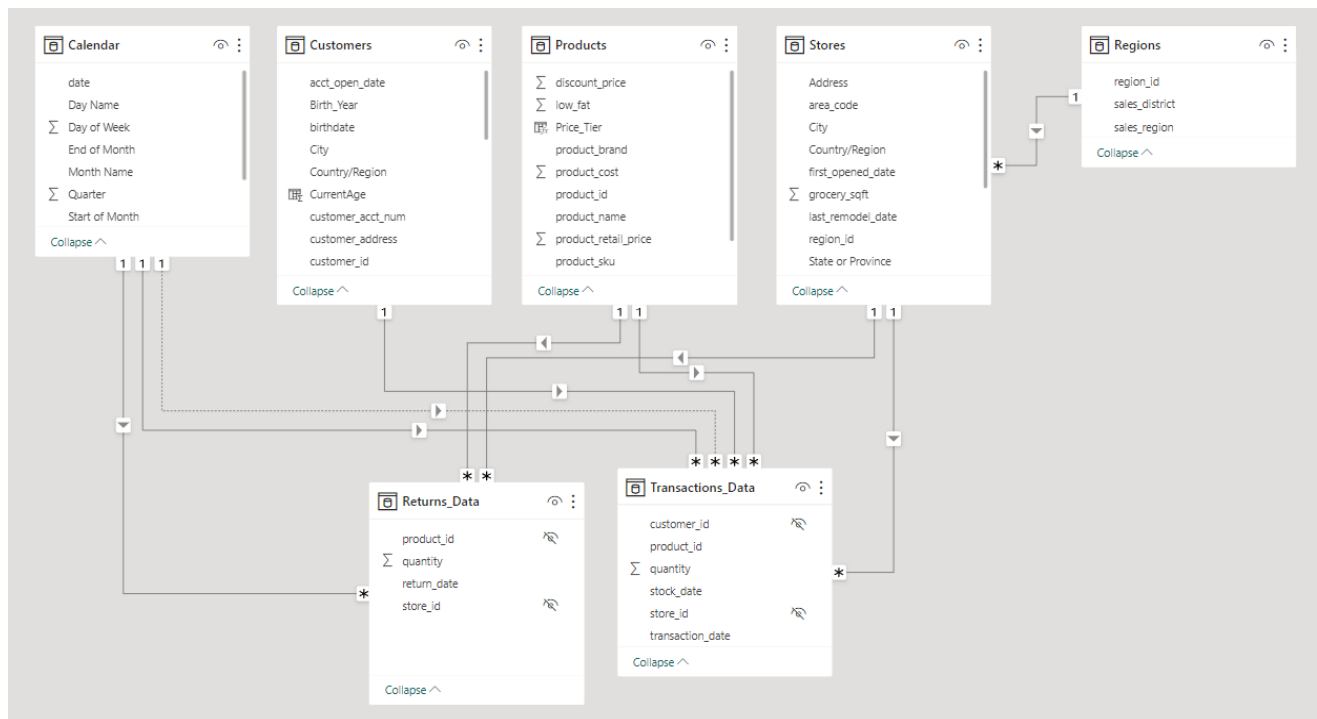 Calendar
date
Day Name
Σ Day of Week
End of Month
Month Name
Σ Quarter
Start of Month
Collapse
Customers
acct_open_date
Birth_Year
birthdate
City
Country/Region
CurrentAge
customer_acct_num
customer_address
customer_id
Collapse
Products
Σ discount_price
Σ low_fat
Price_Tier
product_brand
Σ product_cost
product_id
product_name
Σ product_retail_price
product_sku
Collapse
Stores
Address
area_code
City
Country/Region
first_opened_date
Σ grocery_sqft
last_remodel_date
region_id
State or Province
Collapse
Regions
region_id
sales_district
sales_region
Collapse
1
*
1 1 1
1
1 1
1 1
* *
* * * *
*
*
Returns_Data
product_id
Σ quantity
return_date
store_id
Collapse
Transactions_Data
customer_id
product_id
Σ quantity
stock_date
store_id
transaction_date
Collapse